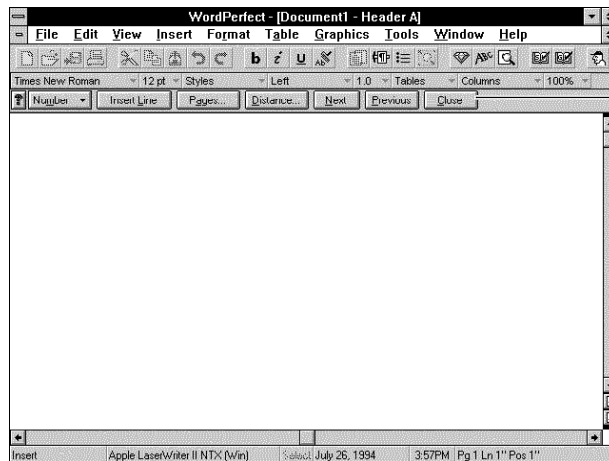 WordPerfect - [Document1 - Header A]
File Edit View Insert Format Table Graphics Tools Window Help
b i u ABC
Times New Roman 12 pt Styles Left 1.0 Tables Columns 100%
? Number Insert Line Pages... Distance... Next Previous Close
Insert Apple LaserWriter II NTX (Win) Select July 26, 1994 3:57PM Pg 1 Ln 1" Pos 1"